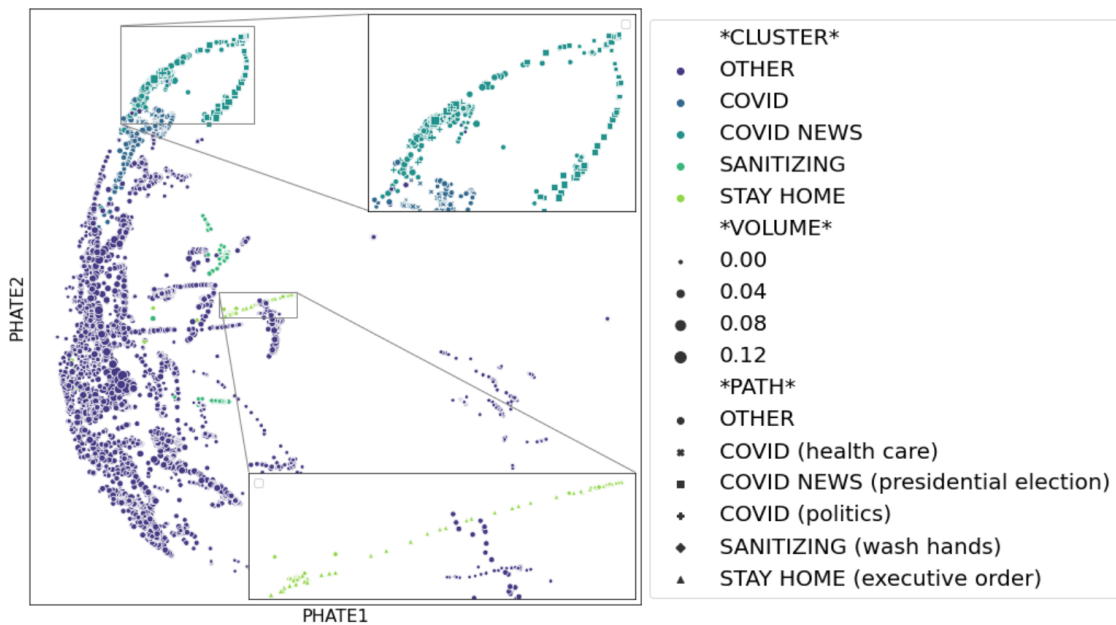 PHATE2
PHATE1
*CLUSTER*
OTHER
COVID
COVID NEWS
SANITIZING
STAY HOME
*VOLUME*
0.00
0.04
0.08
0.12
*PATH*
OTHER
COVID (health care)
COVID NEWS (presidential election)
COVID (politics)
SANITIZING (wash hands)
STAY HOME (executive order)